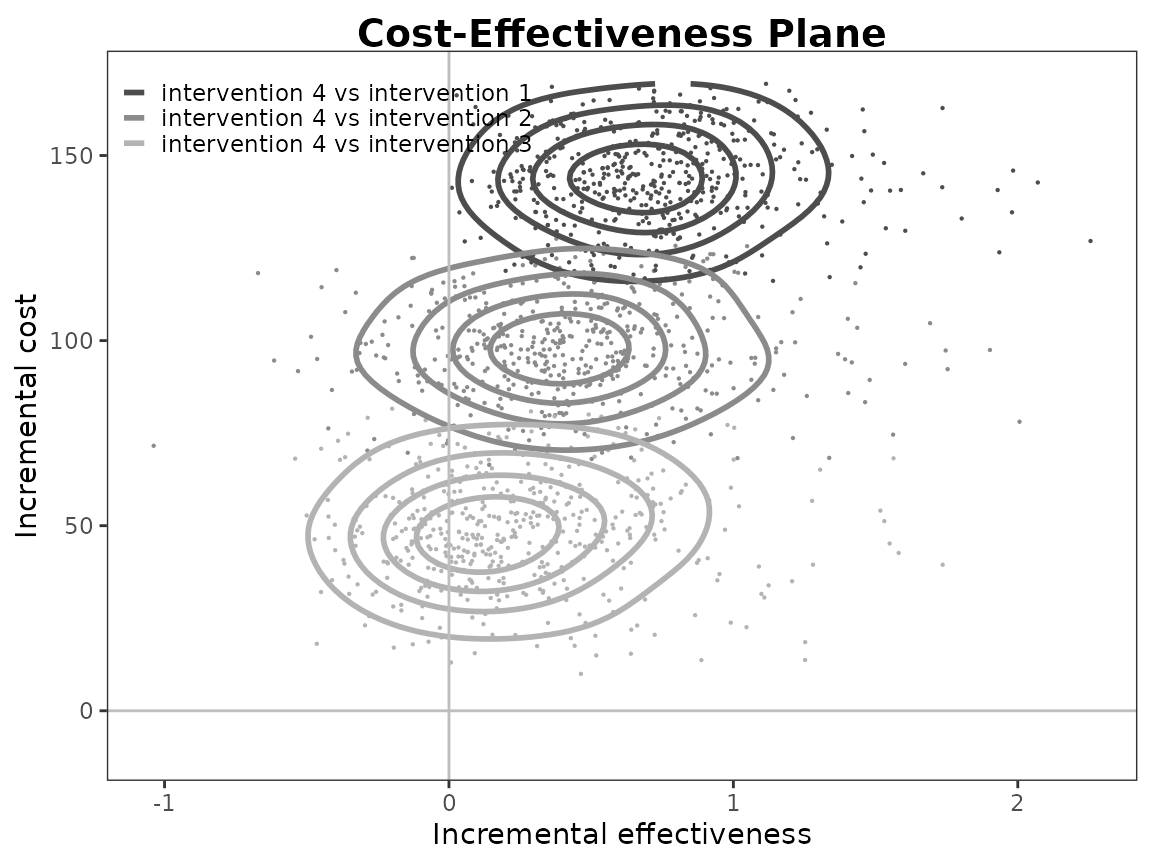 Cost-Effectiveness Plane
intervention 4 vs intervention 1
intervention 4 vs intervention 2
intervention 4 vs intervention 3
150
100
50
0
Incremental cost
-1 0 1 2
Incremental effectiveness